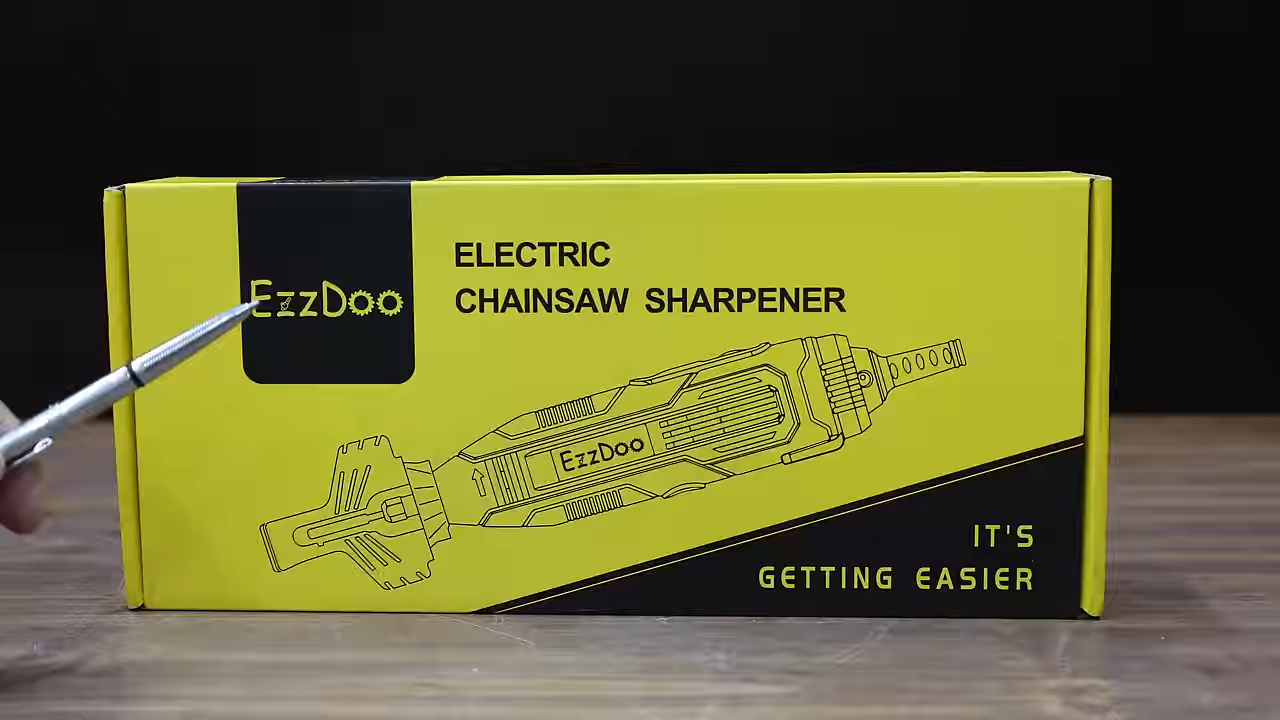 EzzDoo
ELECTRIC
CHAINSAW SHARPENER
EzzDoo
IT'S
GETTING EASIER